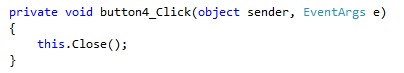 private void button4_Click(object sender, EventArgs e)
{
    this.Close();
}